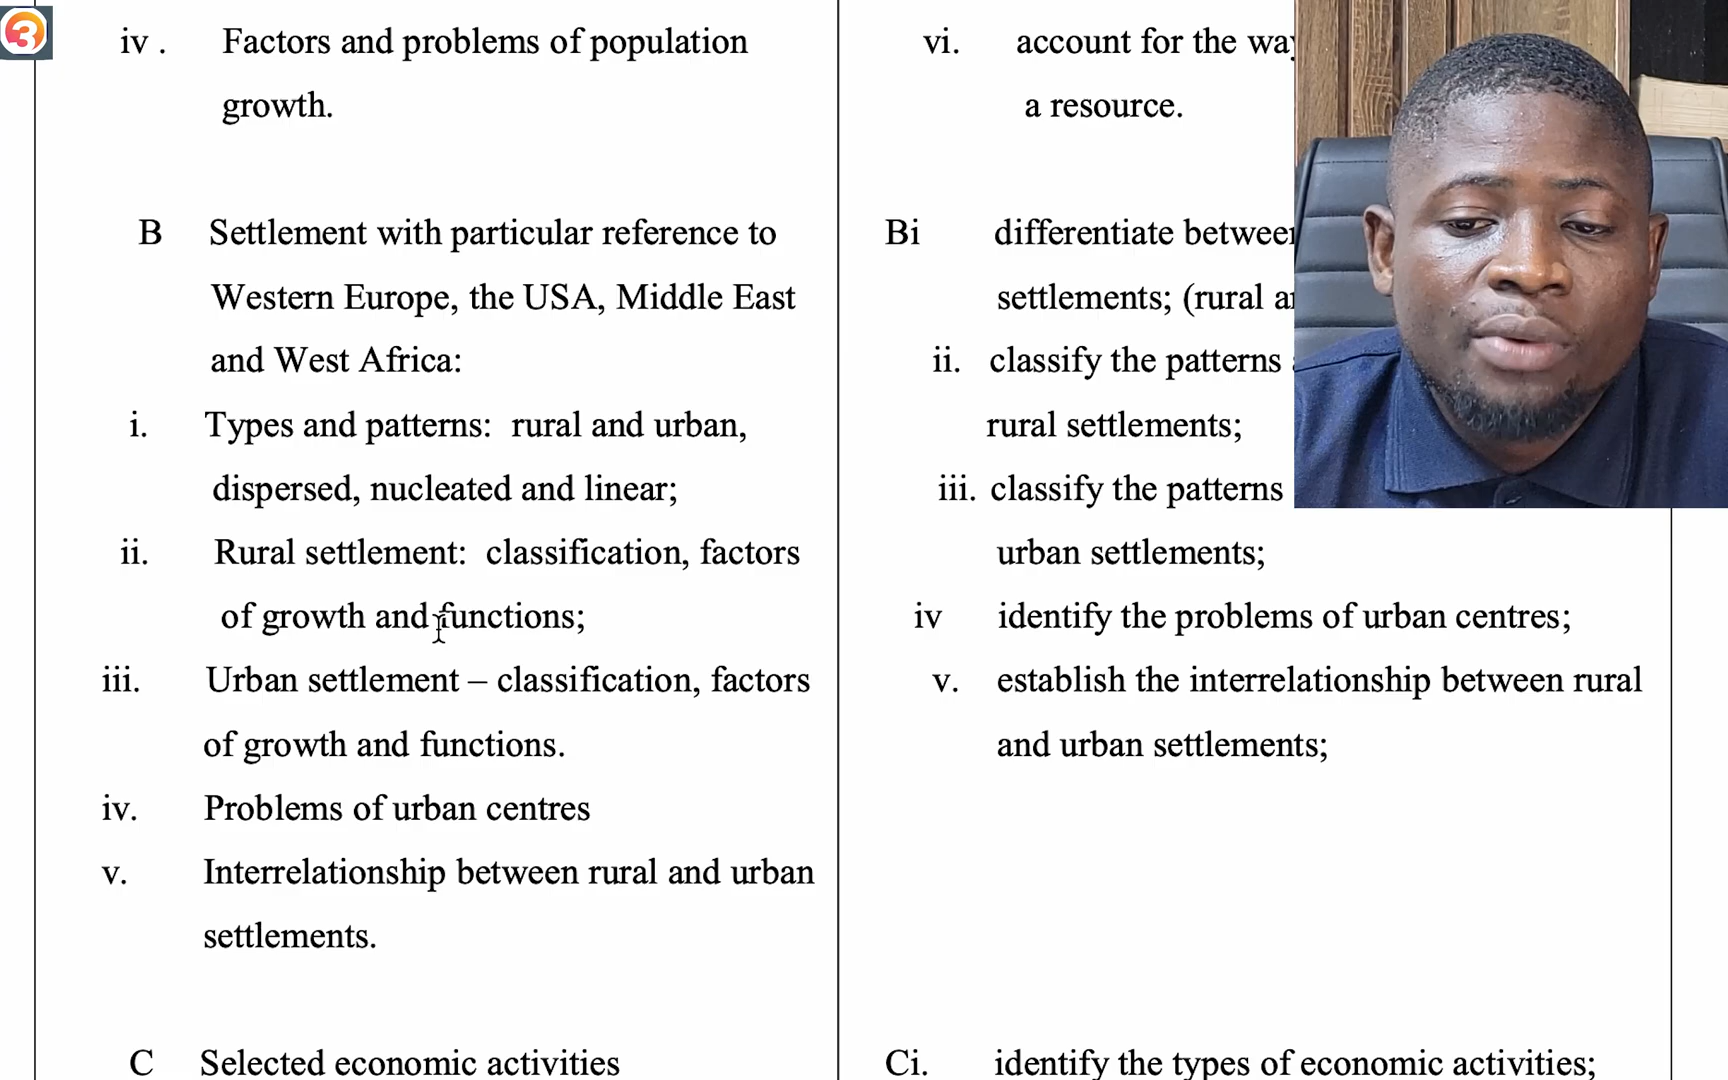 3
iv . Factors and problems of population
growth.
B Settlement with particular reference to
Western Europe, the USA, Middle East
and West Africa:
i. Types and patterns: rural and urban,
dispersed, nucleated and linear;
ii. Rural settlement: classification, factors
of growth and functions;
iii. Urban settlement – classification, factors
of growth and functions.
iv. Problems of urban centres
v. Interrelationship between rural and urban
settlements.
C Selected economic activities
vi. account for the
a resource.
Bi differentiate
settlements; (rural
ii. classify the patterns
rural settlements;
iii. classify the patterns
urban settlements;
iv identify the problems of urban centres;
v. establish the interrelationship between rural
and urban settlements;
Ci. identify the types of economic activities;